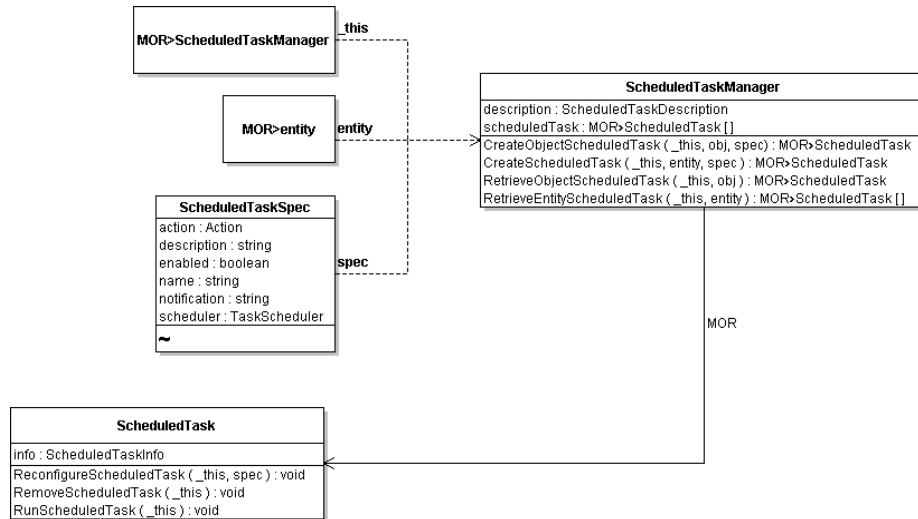 MOR>ScheduledTaskManager
_this
MOR>entity
entity
ScheduledTaskSpec
action : Action
description : string
enabled : boolean
name : string
notification : string
scheduler : TaskScheduler
~
spec
ScheduledTaskManager
description : ScheduledTaskDescription
scheduledTask : MOR>ScheduledTask [ ]
CreateObjectScheduledTask ( _this, obj, spec) : MOR>ScheduledTask
CreateScheduledTask ( _this, entity, spec ) : MOR>ScheduledTask
RetrieveObjectScheduledTask ( _this, obj ) : MOR>ScheduledTask
RetrieveEntityScheduledTask ( _this, entity ) : MOR>ScheduledTask [ ]
MOR
ScheduledTask
info : ScheduledTaskInfo
ReconfigureScheduledTask ( _this, spec ) : void
RemoveScheduledTask ( _this ) : void
RunScheduledTask ( _this ) : void